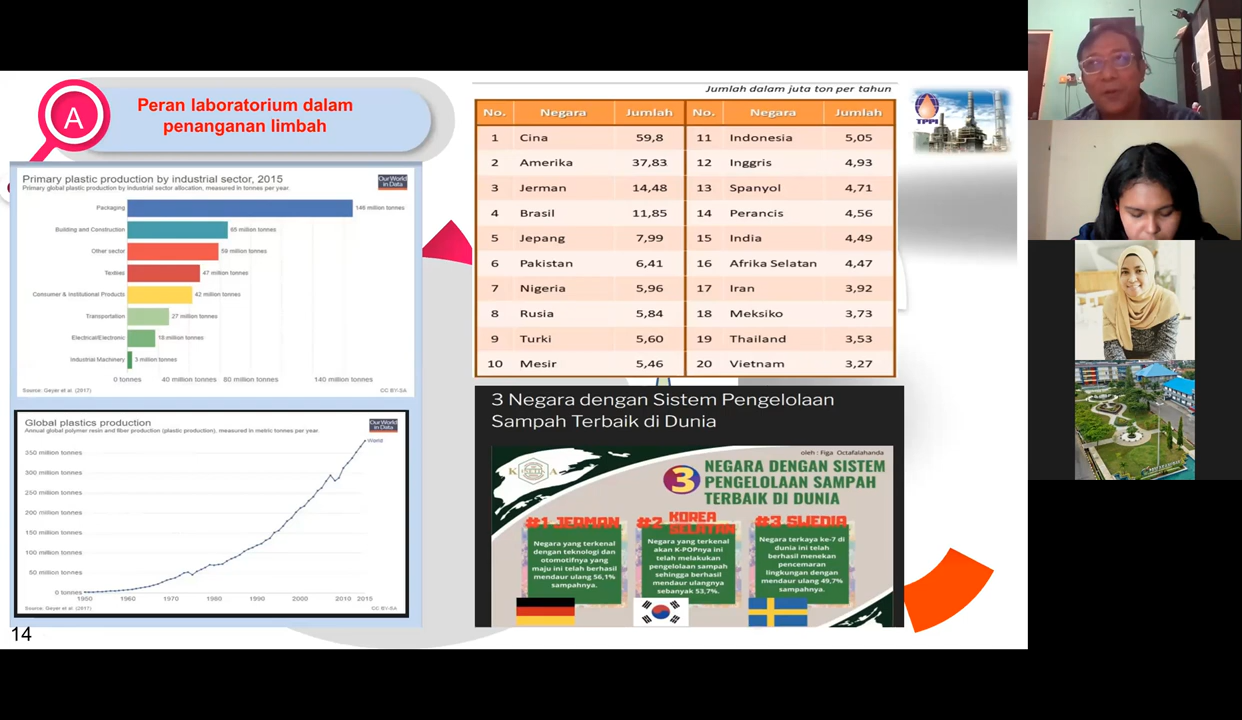 A
Peran laboratorium dalam
penanganan limbah
Primary plastic production by industrial sector, 2015
Primary global plastic production by industrial sector allocation, measured in tonnes per year.
Our World
in Data
Packaging 146 million tonnes
Building and Construction 65 million tonnes
Other sector 59 million tonnes
Textiles 47 million tonnes
Consumer & Institutional Products 42 million tonnes
Transportation 27 million tonnes
Electrical/Electronic 18 million tonnes
Industrial Machinery 3 million tonnes
0 tonnes 40 million tonnes 80 million tonnes 140 million tonnes
Source: Geyer et al. (2017) CC BY-SA
Global plastics production
Annual global polymer resin and fiber production (plastic production), measured in metric tonnes per year.
Our World
in Data
World
350 million tonnes
300 million tonnes
250 million tonnes
200 million tonnes
150 million tonnes
100 million tonnes
50 million tonnes
0 tonnes
1950 1960 1970 1980 1990 2000 2010 2015
Source: Geyer et al. (2017) CC BY-SA
14
Jumlah dalam juta ton per tahun
No. Negara Jumlah No. Negara Jumlah
1 Cina 59,8 11 Indonesia 5,05
2 Amerika 37,83 12 Inggris 4,93
3 Jerman 14,48 13 Spanyol 4,71
4 Brasil 11,85 14 Perancis 4,56
5 Jepang 7,99 15 India 4,49
6 Pakistan 6,41 16 Afrika Selatan 4,47
7 Nigeria 5,96 17 Iran 3,92
8 Rusia 5,84 18 Meksiko 3,73
9 Turki 5,60 19 Thailand 3,53
10 Mesir 5,46 20 Vietnam 3,27
TPPI
3 Negara dengan Sistem Pengelolaan
Sampah Terbaik di Dunia
oleh : Figa Octafalahanda
3 NEGARA DENGAN SISTEM
PENGELOLAAN SAMPAH
TERBAIK DI DUNIA
#1 JERMAN
Negara yang terkenal
dengan teknologi dan
otomotifnya yang
maju ini telah berhasil
mendaur ulang 56,1%
sampahnya.
#2 KOREA
SELATAN
Negara yang terkenal
akan K-POPnya ini
telah melakukan
pengelolaan sampah
sehingga berhasil
mendaur ulangnya
sebanyak 53,7%.
#3 SWEDIA
Negara terkaya ke-7 di
dunia ini telah
berhasil menekan
pencemaran
lingkungan dengan
mendaur ulang 49,7%
sampahnya.